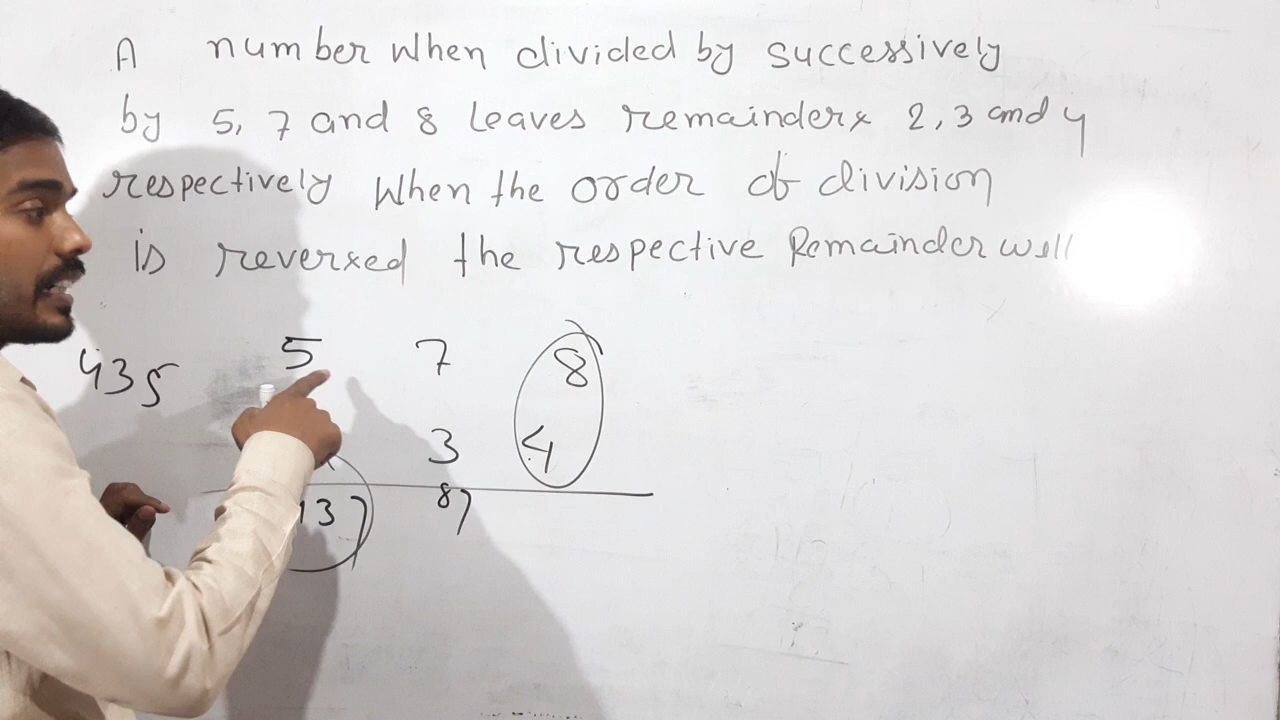 A number when divided by successively
by 5, 7 and 8 leaves remainders 2, 3 and 4
respectively when the order of division
is reversed the respective Remainder will
435 5 7 8
3 4
437 87